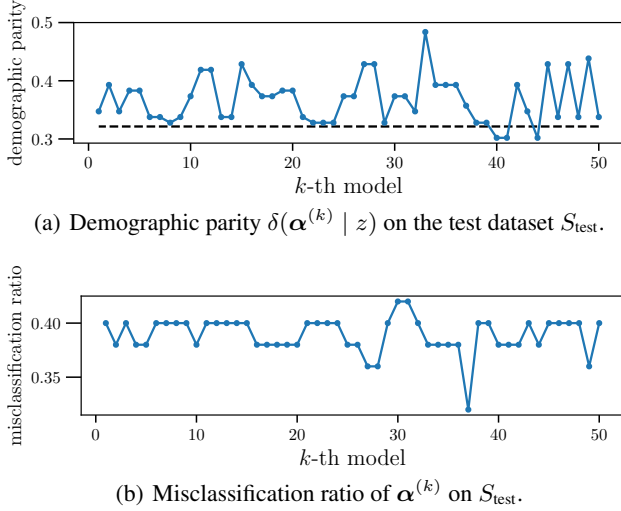 0.5
0.4
0.3
demographic parity
0 10 20 30 40 50
k-th model
(a) Demographic parity δ(α^(k) | z) on the test dataset S_test.
0.40
0.35
misclassification ratio
0 10 20 30 40 50
k-th model
(b) Misclassification ratio of α^(k) on S_test.